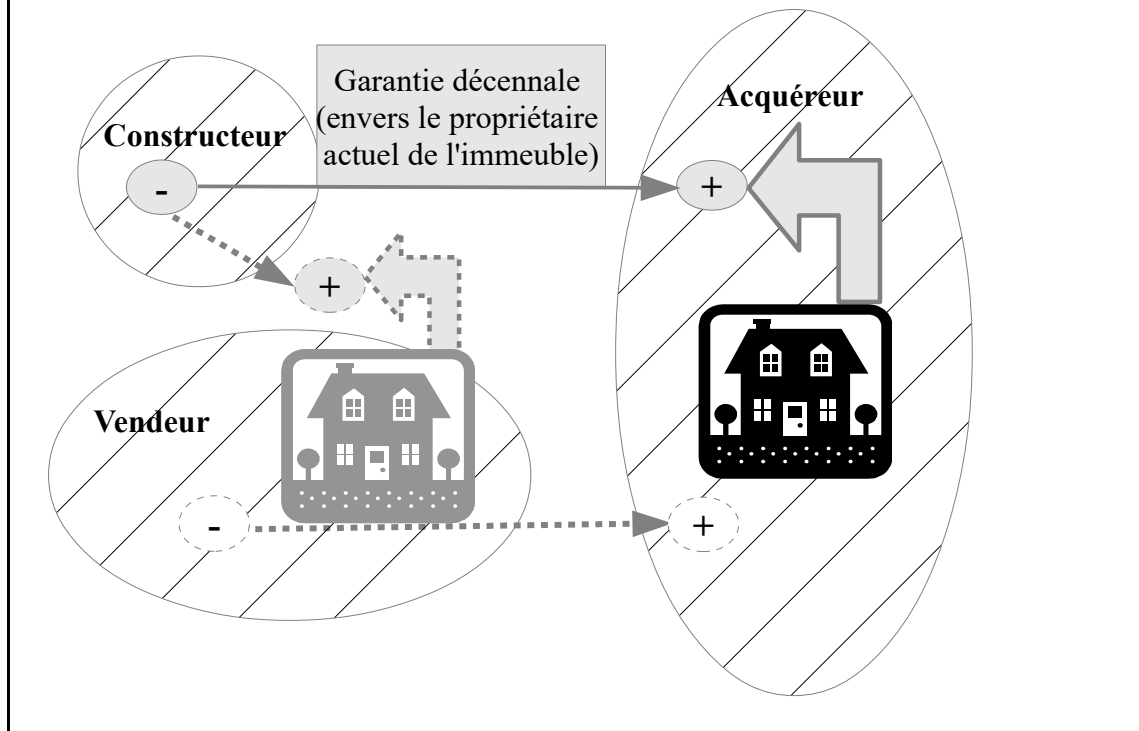 Garantie décennale
(envers le propriétaire
actuel de l'immeuble)
Acquéreur
Constructeur
-
+
+
Vendeur
-
+